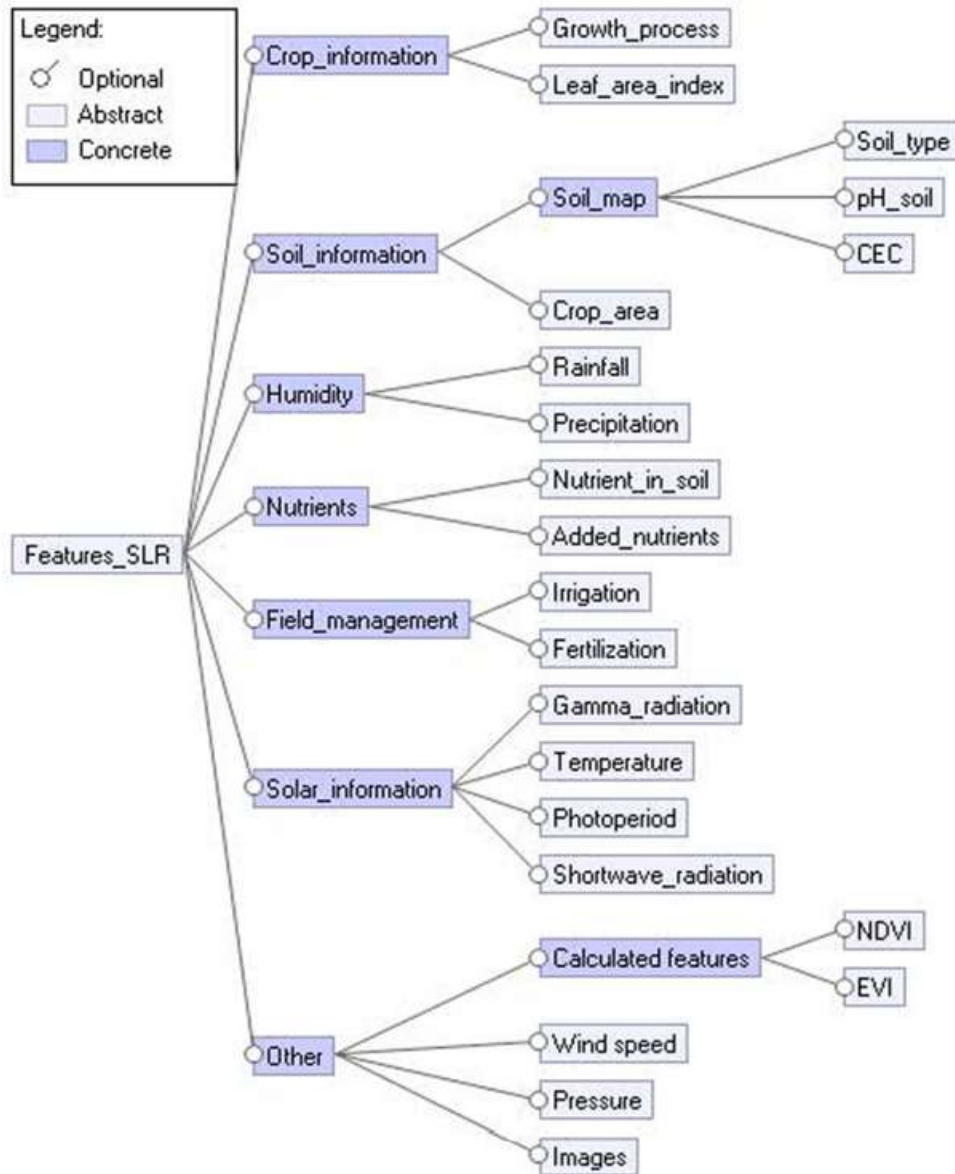 Legend:
Optional
Abstract
Concrete
Crop_information
Growth_process
Leaf_area_index
Soil_information
Soil_map
Soil_type
pH_soil
CEC
Crop_area
Humidity
Rainfall
Precipitation
Nutrients
Nutrient_in_soil
Added_nutrients
Features_SLR
Field_management
Irrigation
Fertilization
Solar_information
Gamma_radiation
Temperature
Photoperiod
Shortwave_radiation
Other
Calculated features
NDVI
EVI
Wind speed
Pressure
Images